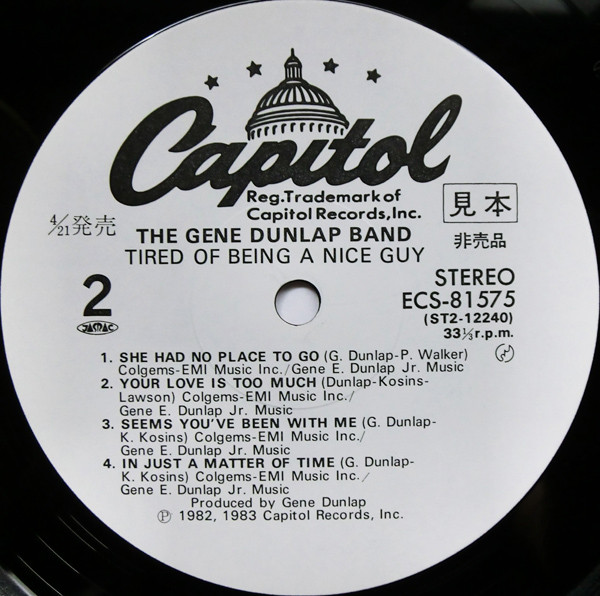 Capitol
Reg.Trademark of
Capitol Records,Inc.
見本
4/21発売
非売品
THE GENE DUNLAP BAND
TIRED OF BEING A NICE GUY
2
JASRAC
STEREO
ECS-81575
(ST2-12240)
33⅓r.p.m.
1. SHE HAD NO PLACE TO GO (G. Dunlap-P. Walker)
Colgems-EMI Music Inc./Gene E. Dunlap Jr. Music
2. YOUR LOVE IS TOO MUCH (Dunlap-Kosins-
Lawson) Colgems-EMI Music Inc./
Gene E. Dunlap Jr. Music
3. SEEMS YOU'VE BEEN WITH ME (G. Dunlap-
K. Kosins) Colgems-EMI Music Inc./
Gene E. Dunlap Jr. Music
4. IN JUST A MATTER OF TIME (G. Dunlap-
K. Kosins) Colgems-EMI Music Inc./
Gene E. Dunlap Jr. Music
Produced by Gene Dunlap
Ⓟ 1982, 1983 Capitol Records, Inc.